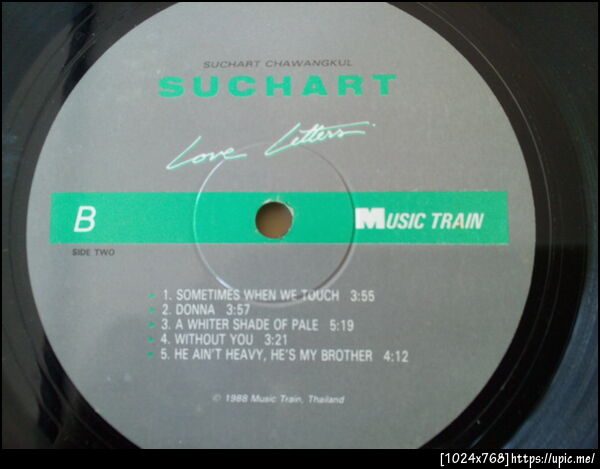 SUCHART CHAWANGKUL
SUCHART
Love Letters
B
MUSIC TRAIN
SIDE TWO
1. SOMETIMES WHEN WE TOUCH 3:55
2. DONNA 3:57
3. A WHITER SHADE OF PALE 5:19
4. WITHOUT YOU 3:21
5. HE AIN'T HEAVY, HE'S MY BROTHER 4:12
© 1988 Music Train, Thailand
[1024x768]https://upic.me/